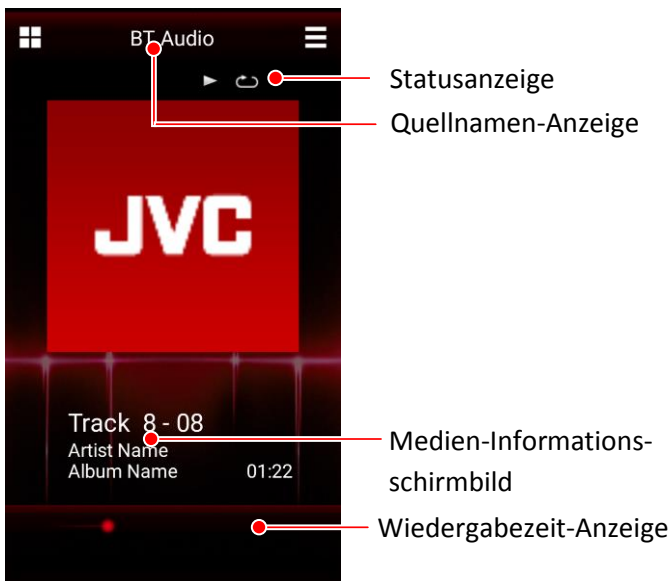 BT Audio
Statusanzeige
Quellnamen-Anzeige
JVC
Track 8 - 08
Artist Name
Album Name 01:22
Medien-Informations-
schirmbild
Wiedergabezeit-Anzeige